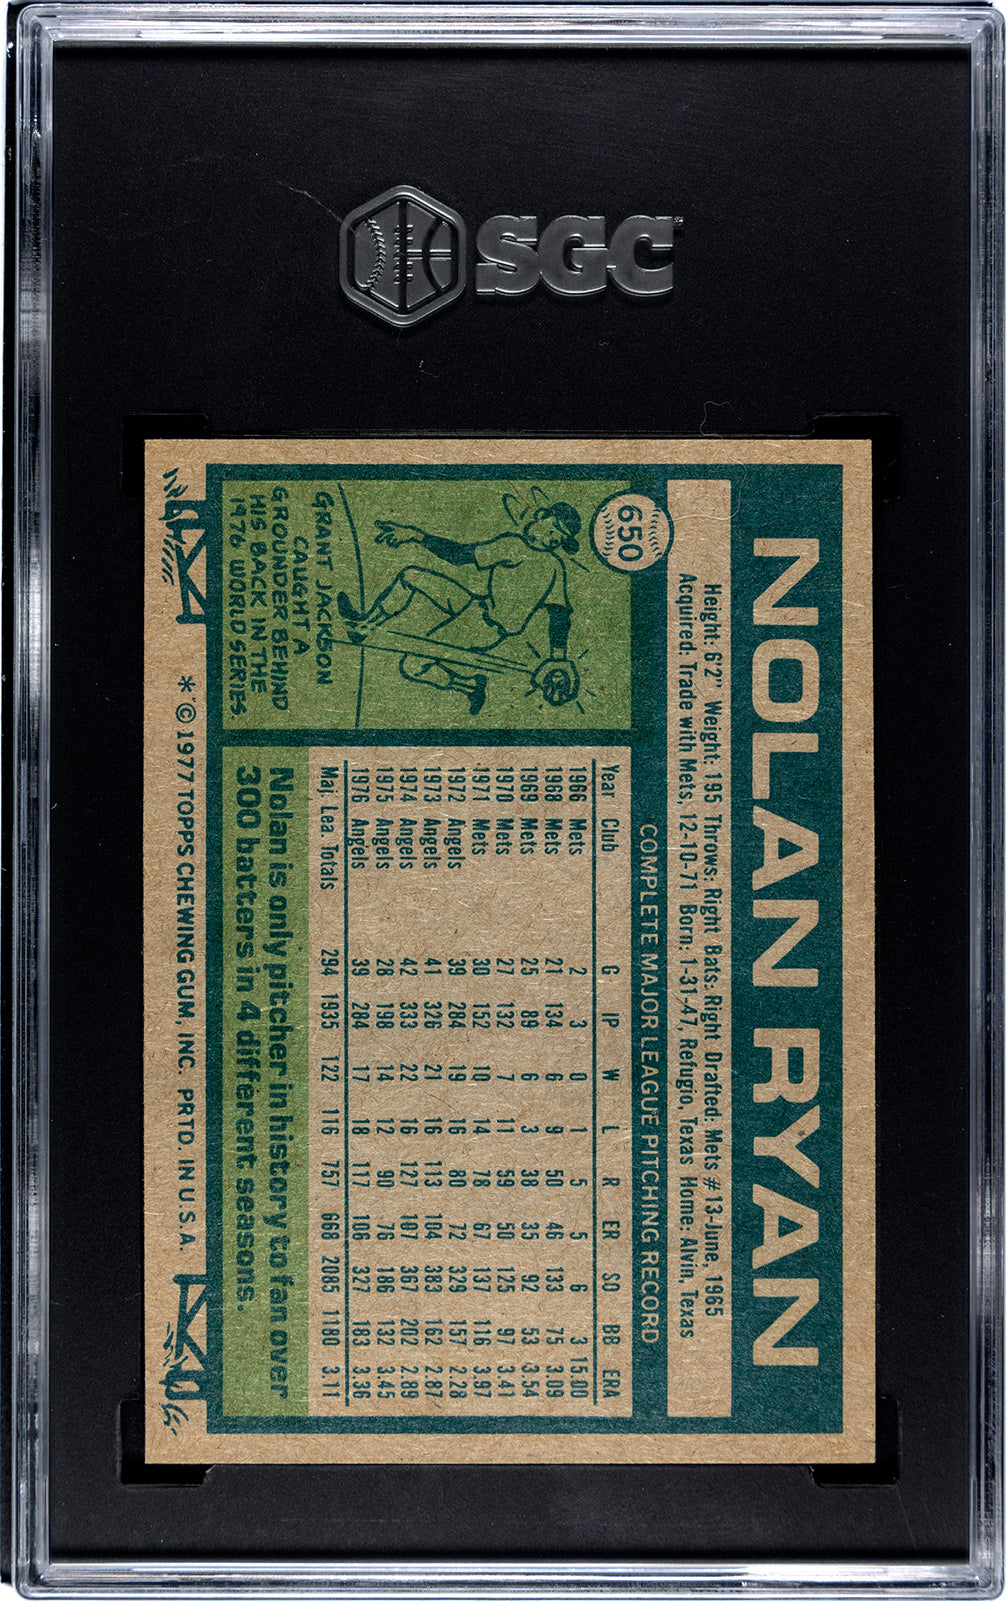 SGC
NOLAN RYAN
Height: 6'2" Weight: 195 Throws: Right Bats: Right Drafted: Mets #13-June, 1965
Acquired: Trade with Mets, 12-10-71 Born: 1-31-47, Refugio, Texas Home: Alvin, Texas
650
COMPLETE MAJOR LEAGUE PITCHING RECORD
Year Club G IP W L R ER SO BB ERA
1966 Mets 2 3 0 1 5 5 6 3 15.00
1968 Mets 21 134 6 9 50 46 133 75 3.09
1969 Mets 25 89 6 3 38 35 92 53 3.54
1970 Mets 27 132 7 11 59 50 125 97 3.41
1971 Mets 30 152 10 14 78 67 137 116 3.97
1972 Angels 39 284 19 16 80 72 329 157 2.28
1973 Angels 41 326 21 16 113 104 383 162 2.87
1974 Angels 42 333 22 16 127 107 367 202 2.89
1975 Angels 28 198 14 12 90 76 186 132 3.45
1976 Angels 39 284 17 18 117 106 327 183 3.36
Maj. Lea. Totals 294 1935 122 116 757 668 2085 1180 3.11
GRANT JACKSON
CAUGHT A
GROUNDER BEHIND
HIS BACK IN THE
1976 WORLD SERIES.
Nolan is only pitcher in history to fan over
300 batters in 4 different seasons.
* © 1977 TOPPS CHEWING GUM, INC. PRTD. IN U.S.A.